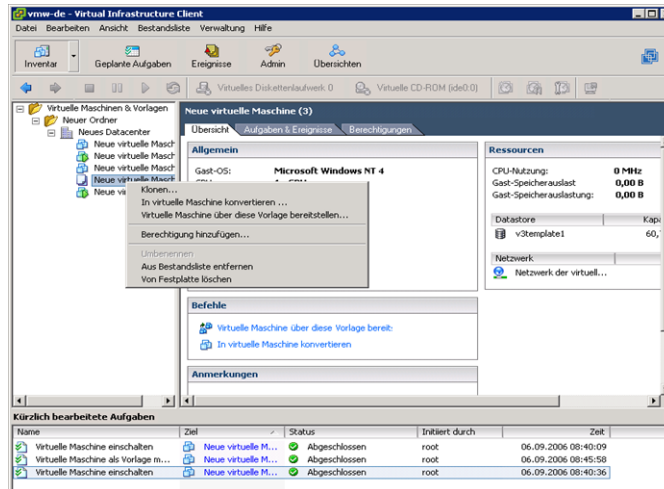 vmw-de - Virtual Infrastructure Client
Datei Bearbeiten Ansicht Bestandsliste Verwaltung Hilfe
Inventar Geplante Aufgaben Ereignisse Admin Übersichten
Virtuelles Diskettenlaufwerk 0 Virtuelle CD-ROM (ide0:0)
Virtuelle Maschinen & Vorlagen
Neuer Ordner
Neues Datacenter
Neue virtuelle Masch
Neue virtuelle Masch
Neue virtuelle Masch
Neue virtuelle Masch
Neue vi
Klonen...
In virtuelle Maschine konvertieren ...
Virtuelle Maschine über diese Vorlage bereitstellen...
Berechtigung hinzufügen...
Umbenennen
Aus Bestandsliste entfernen
Von Festplatte löschen
Neue virtuelle Maschine (3)
Übersicht Aufgaben & Ereignisse Berechtigungen
Allgemein
Gast-OS: Microsoft Windows NT 4
Ressourcen
CPU-Nutzung: 0 MHz
Gast-Speicherauslast 0,00 B
Gast-Speicherauslastung: 0,00 B
Datastore Kapa
v3template1 60,
Netzwerk
Netzwerk der virtuell...
Befehle
Virtuelle Maschine über diese Vorlage bereit:
In virtuelle Maschine konvertieren
Anmerkungen
Kürzlich bearbeitete Aufgaben
Name Ziel Status Initiiert durch Zeit
Virtuelle Maschine einschalten Neue virtuelle M... Abgeschlossen root 06.09.2006 08:40:09
Virtuelle Maschine als Vorlage m... Neue virtuelle M... Abgeschlossen root 06.09.2006 08:45:58
Virtuelle Maschine einschalten Neue virtuelle M... Abgeschlossen root 06.09.2006 08:40:36